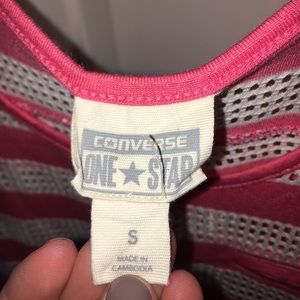 CONVERSE
ONE ★ STAR
S
MADE IN
CAMBODIA